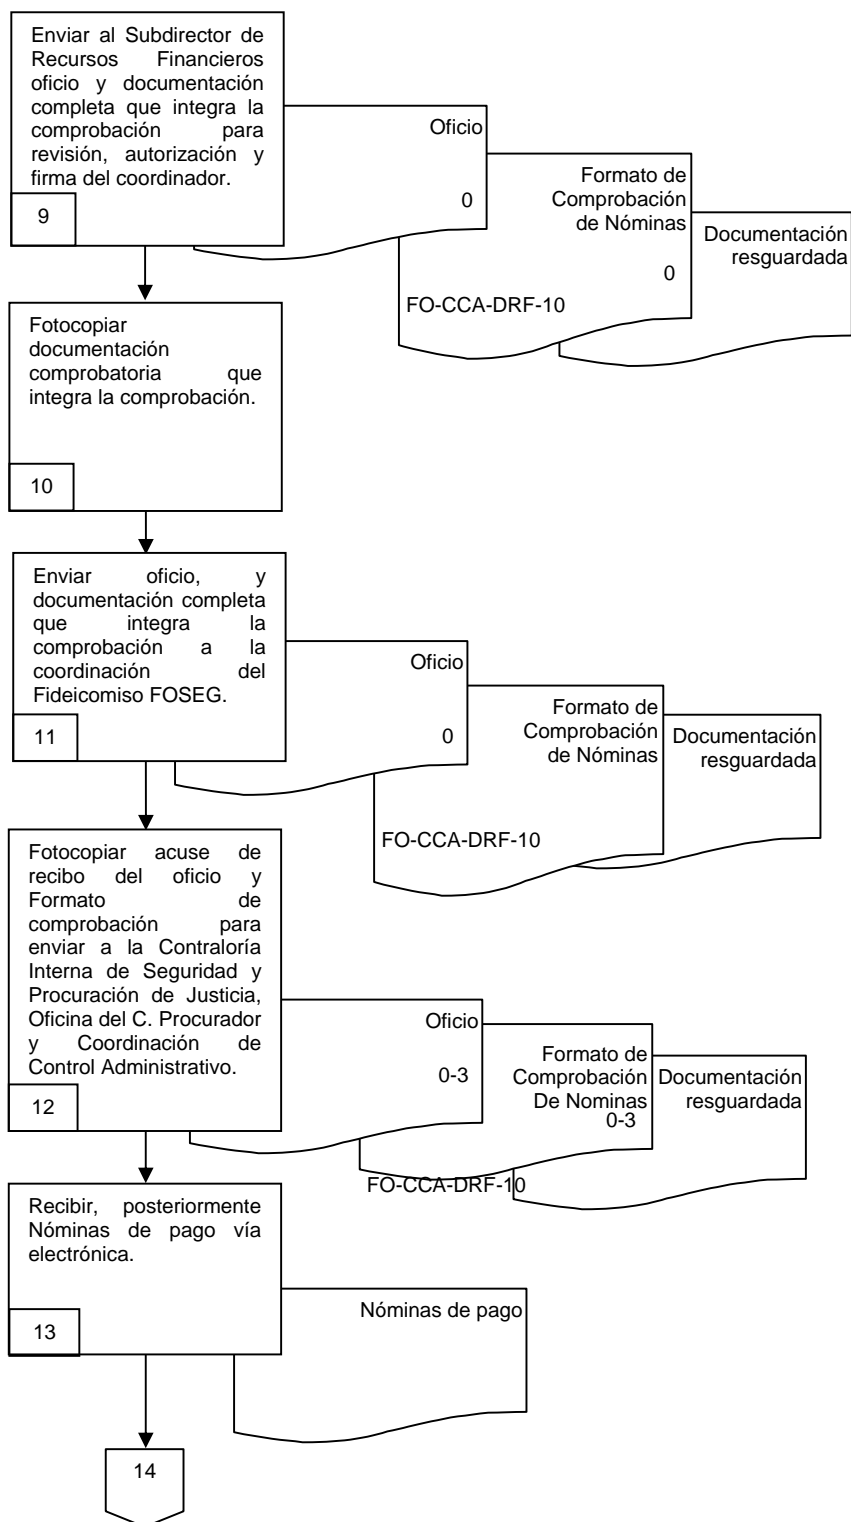 Enviar al Subdirector de
Recursos Financieros
oficio y documentación
completa que integra la
comprobación para
revisión, autorización y
firma del coordinador.
9
Oficio
0
Formato de
Comprobación
de Nóminas
0
FO-CCA-DRF-10
Documentación
resguardada
Fotocopiar
documentación
comprobatoria que
integra la comprobación.
10
Enviar oficio, y
documentación completa
que integra la
comprobación a la
coordinación del
Fideicomiso FOSEG.
11
Oficio
0
Formato de
Comprobación
de Nóminas
FO-CCA-DRF-10
Documentación
resguardada
Fotocopiar acuse de
recibo del oficio y
Formato de
comprobación para
enviar a la Contraloría
Interna de Seguridad y
Procuración de Justicia,
Oficina del C. Procurador
y Coordinación de
Control Administrativo.
12
Oficio
0-3
Formato de
Comprobación
De Nominas
0-3
FO-CCA-DRF-10
Documentación
resguardada
Recibir, posteriormente
Nóminas de pago vía
electrónica.
13
Nóminas de pago
14